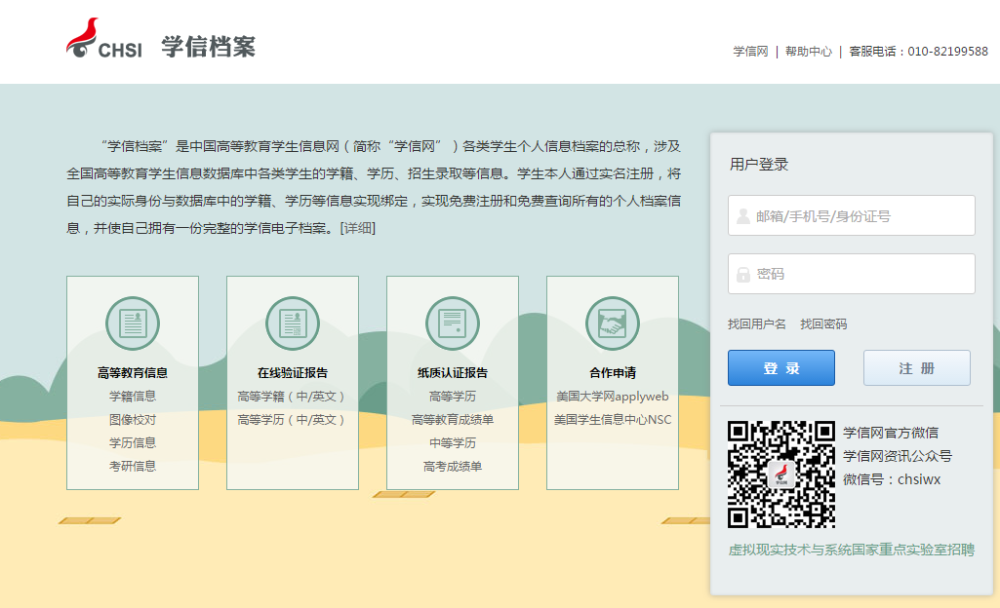 CHSI 学信档案
学信网 | 帮助中心 | 客服电话：010-82199588
“学信档案”是中国高等教育学生信息网（简称“学信网”）各类学生个人信息档案的总称，涉及
全国高等教育学生信息数据库中各类学生的学籍、学历、招生录取等信息。学生本人通过实名注册，将
自己的实际身份与数据库中的学籍、学历等信息实现绑定，实现免费注册和免费查询所有的个人档案信
息，并使自己拥有一份完整的学信电子档案。[详细]
高等教育信息
学籍信息
图像校对
学历信息
考研信息
在线验证报告
高等学籍（中/英文）
高等学历（中/英文）
纸质认证报告
高等学历
高等教育成绩单
中等学历
高考成绩单
合作申请
美国大学网applyweb
美国学生信息中心NSC
用户登录
邮箱/手机号/身份证号
密码
找回用户名 找回密码
登 录 注 册
学信网官方微信
学信网资讯公众号
微信号：chsiwx
虚拟现实技术与系统国家重点实验室招聘